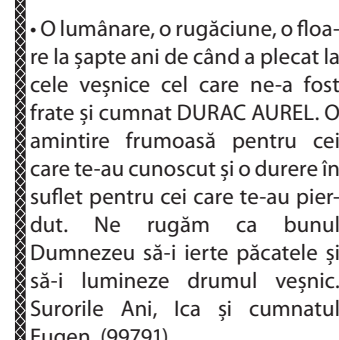 • O lumânare, o rugăciune, o floa-
re la șapte ani de când a plecat la
cele veșnice cel care ne-a fost
frate și cumnat DURAC AUREL. O
amintire frumoasă pentru cei
care te-au cunoscut și o durere în
suflet pentru cei care te-au pier-
dut. Ne rugăm ca bunul
Dumnezeu să-i ierte păcatele și
să-i lumineze drumul veșnic.
Surorile Ani, Ica și cumnatul
Eugen. (99791)